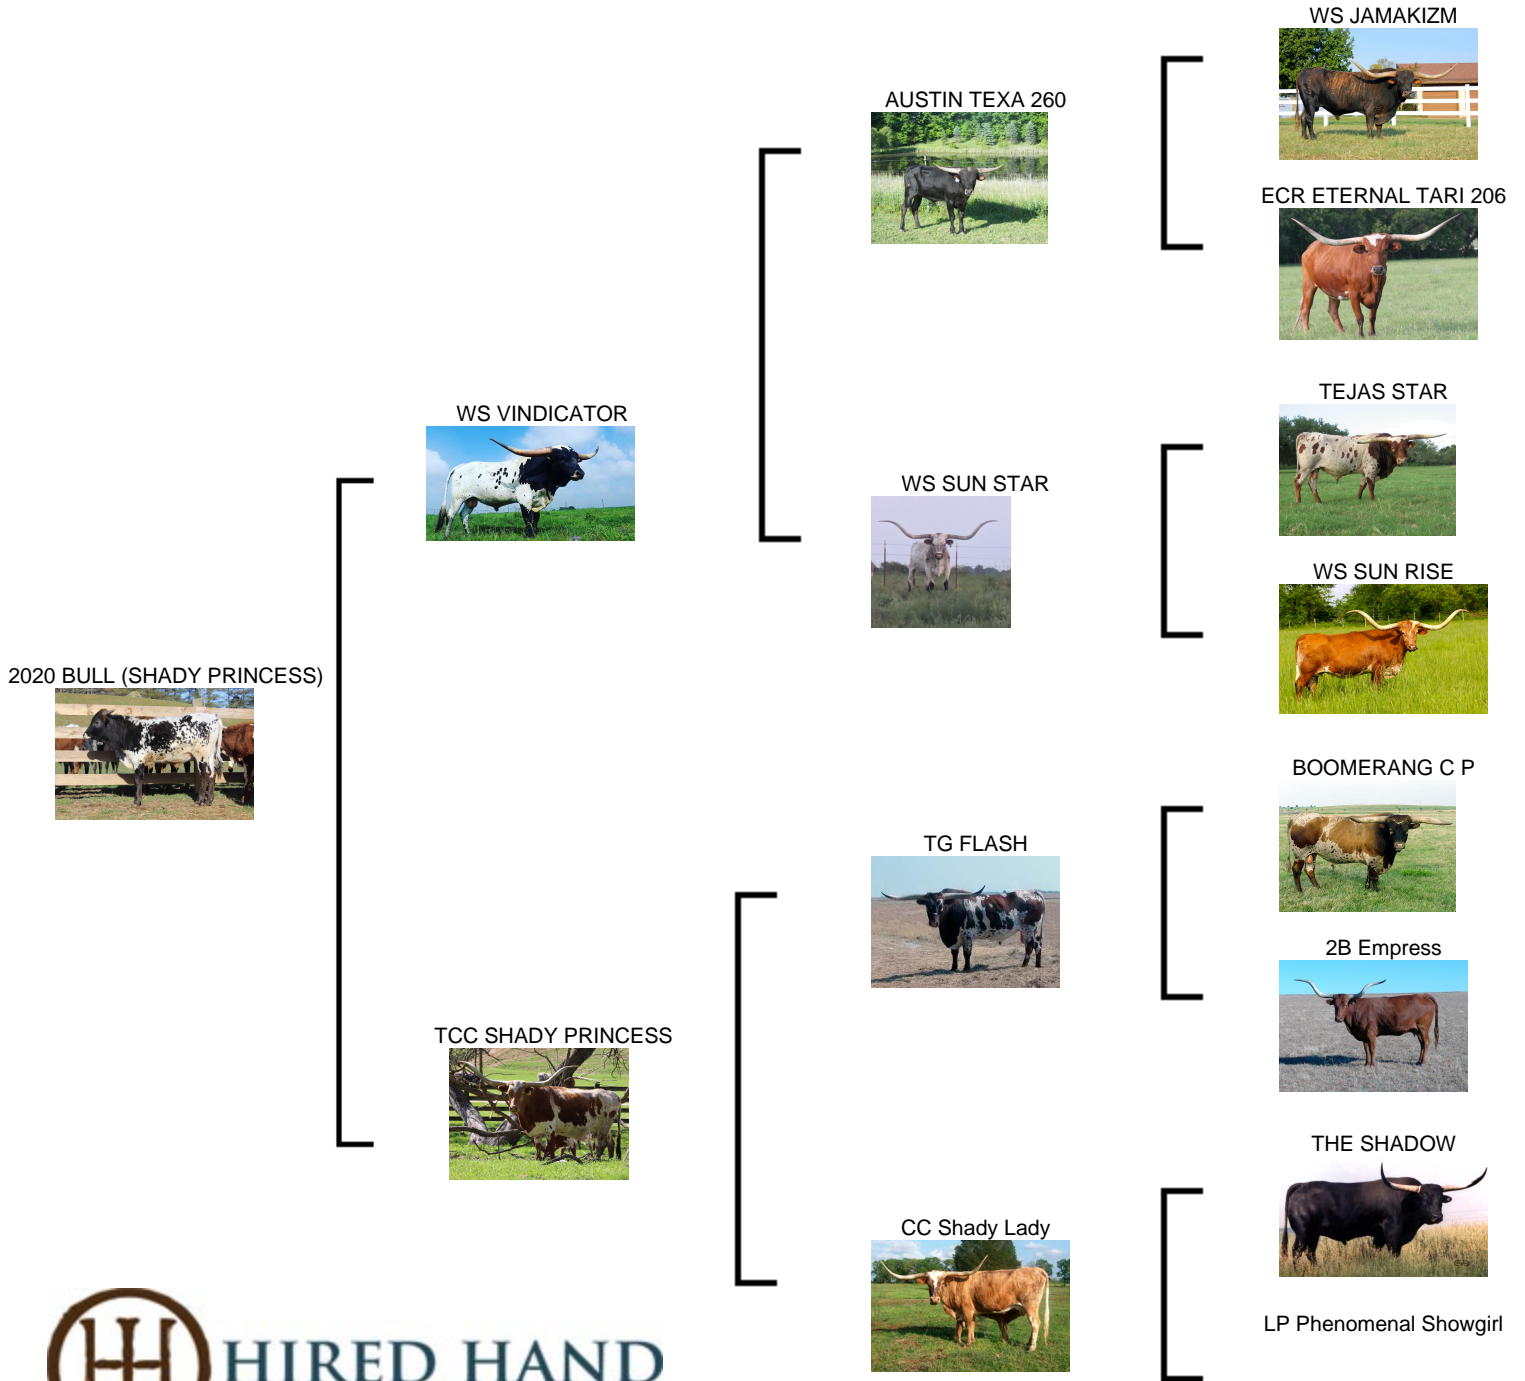 WS JAMAKIZM
AUSTIN TEXA 260
ECR ETERNAL TARI 206
TEJAS STAR
WS VINDICATOR
WS SUN STAR
WS SUN RISE
2020 BULL (SHADY PRINCESS)
BOOMERANG C P
TG FLASH
2B Empress
TCC SHADY PRINCESS
THE SHADOW
CC Shady Lady
LP Phenomenal Showgirl
HIRED HAND